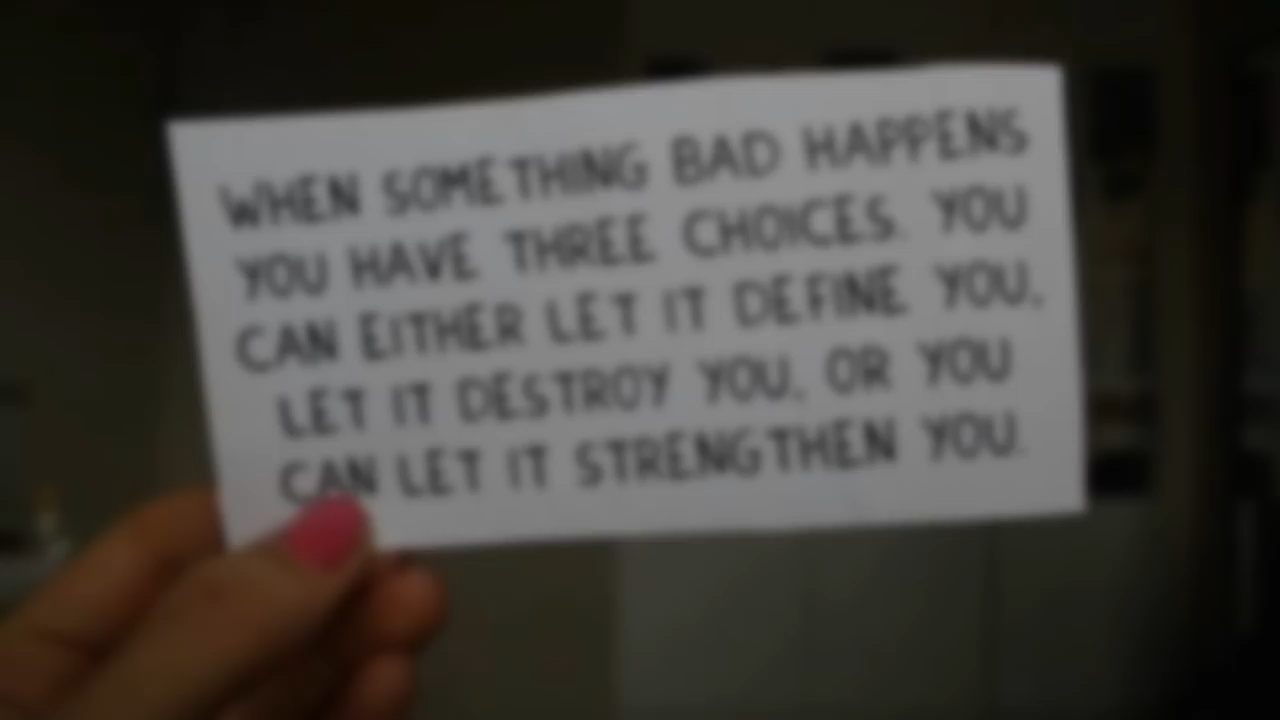 WHEN SOMETHING BAD HAPPENS
YOU HAVE THREE CHOICES. YOU
CAN EITHER LET IT DEFINE YOU,
LET IT DESTROY YOU, OR YOU
CAN LET IT STRENGTHEN YOU.